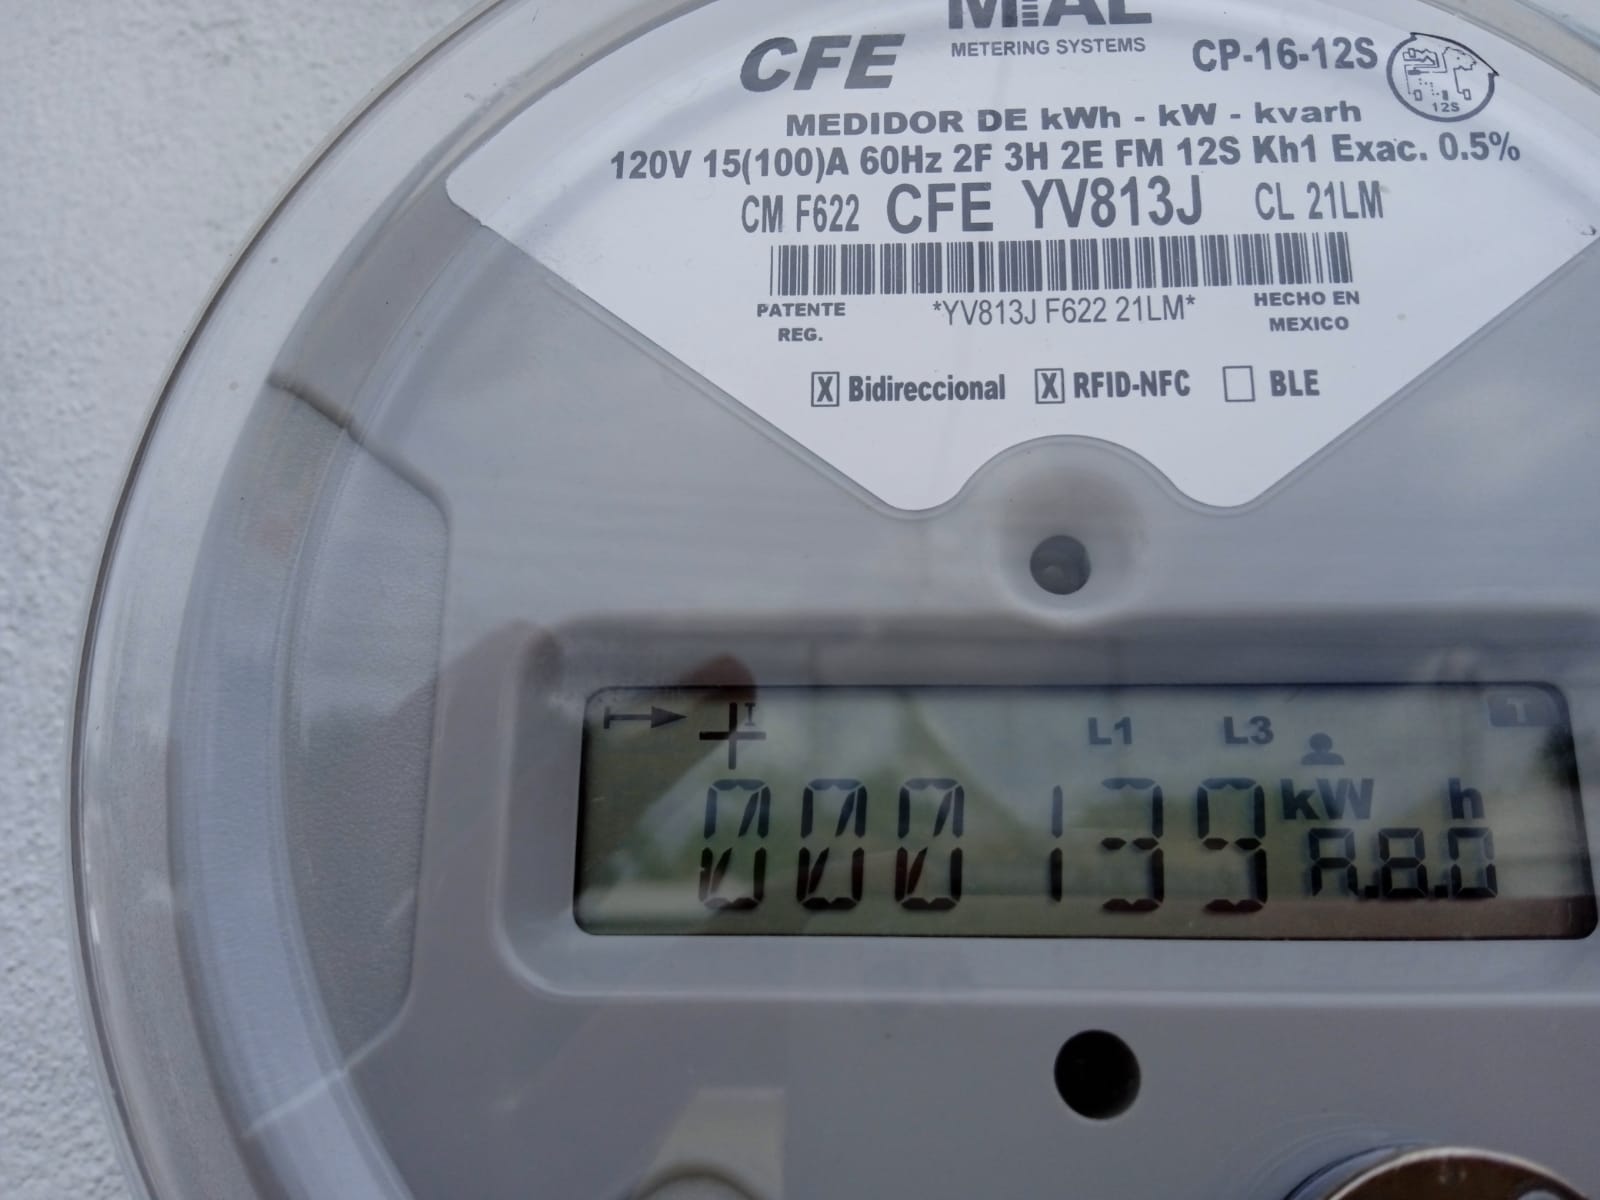 MIAL
METERING SYSTEMS
CFE
CP-16-12S
12S
MEDIDOR DE kWh - kW - kvarh
120V 15(100)A 60Hz 2F 3H 2E FM 12S Kh1 Exac. 0.5%
CM F622 CFE YV813J CL 21LM
PATENTE REG.
*YV813J F622 21LM*
HECHO EN MEXICO
X Bidireccional X RFID-NFC BLE
I L1 L3 T
000139 kWh
R.8.0